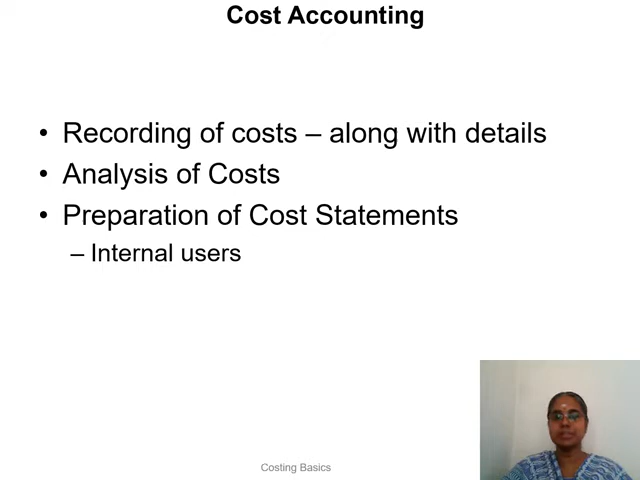 Cost Accounting
• Recording of costs – along with details
• Analysis of Costs
• Preparation of Cost Statements
– Internal users
Costing Basics